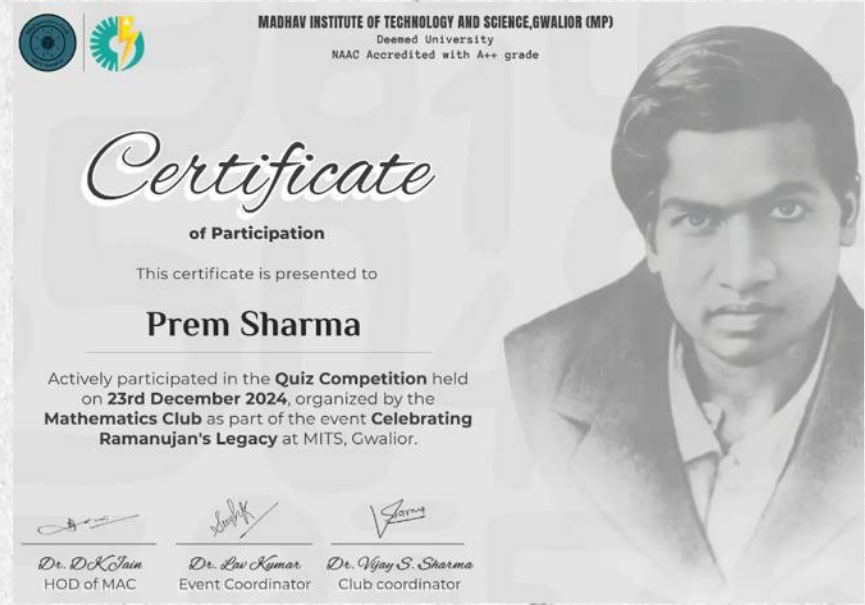 MADHAV INSTITUTE OF TECHNOLOGY AND SCIENCE,GWALIOR (MP)
Deemed University
NAAC Accredited with A++ grade
Certificate
of Participation
This certificate is presented to
Prem Sharma
Actively participated in the Quiz Competition held
on 23rd December 2024, organized by the
Mathematics Club as part of the event Celebrating
Ramanujan's Legacy at MITS, Gwalior.
Dr. D K Jain
HOD of MAC
Dr. Lav Kumar
Event Coordinator
Dr. Vijay S. Sharma
Club coordinator